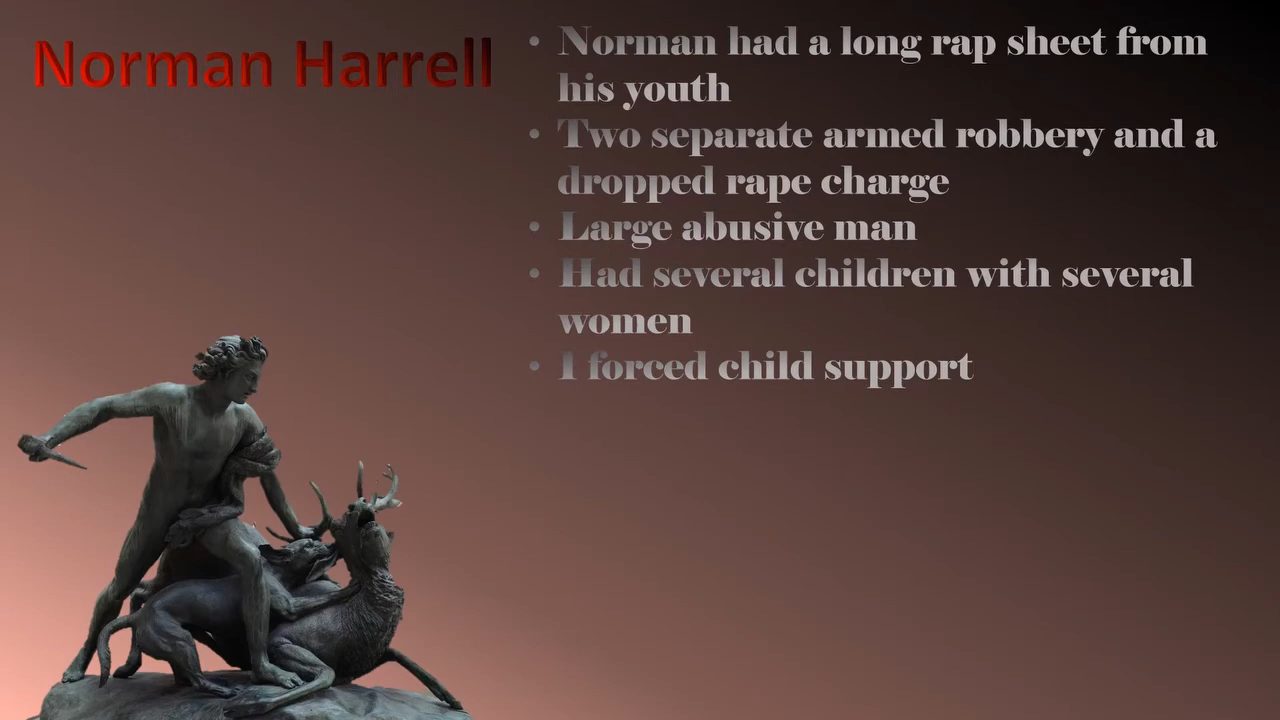 Norman Harrell
• Norman had a long rap sheet from
his youth
• Two separate armed robbery and a
dropped rape charge
• Large abusive man
• Had several children with several
women
• 1 forced child support